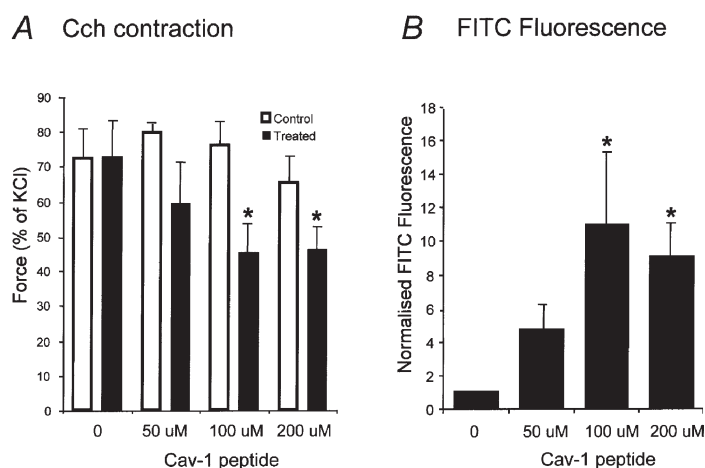 A Cch contraction
Force (% of KCl)
90
80
70
60
50
40
30
20
10
0
Control
Treated
*
*
0
50 uM
100 uM
200 uM
Cav-1 peptide
B FITC Fluorescence
Normalised FITC Fluorescence
18
16
14
12
10
8
6
4
2
0
*
*
0
50 uM
100 uM
200 uM
Cav-1 peptide